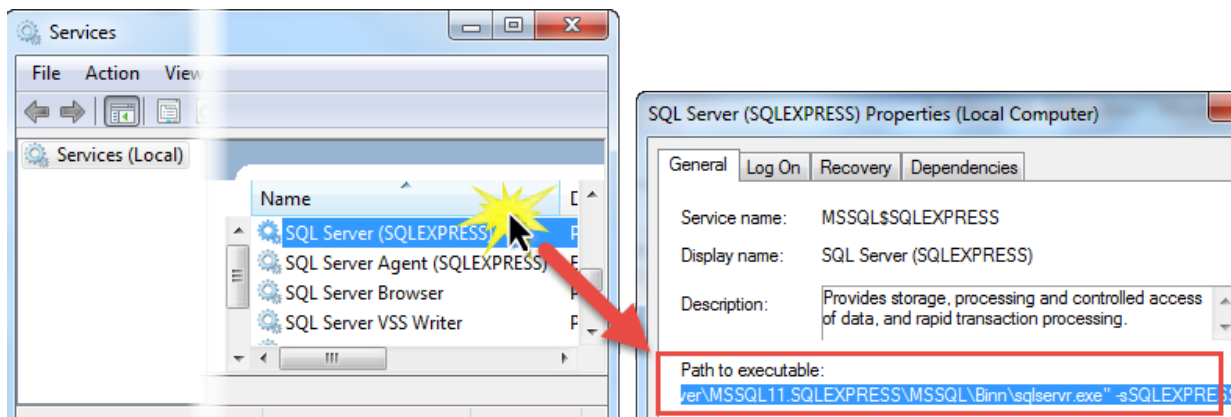 Services
File Action View
Services (Local)
Name
SQL Server (SQLEXPRESS)
SQL Server Agent (SQLEXPRESS)
SQL Server Browser
SQL Server VSS Writer
SQL Server (SQLEXPRESS) Properties (Local Computer)
General Log On Recovery Dependencies
Service name: MSSQL$SQLEXPRESS
Display name: SQL Server (SQLEXPRESS)
Description: Provides storage, processing and controlled access
of data, and rapid transaction processing.
Path to executable:
ver\MSSQL11.SQLEXPRESS\MSSQL\Binn\sqlservr.exe" -sSQLEXPRES